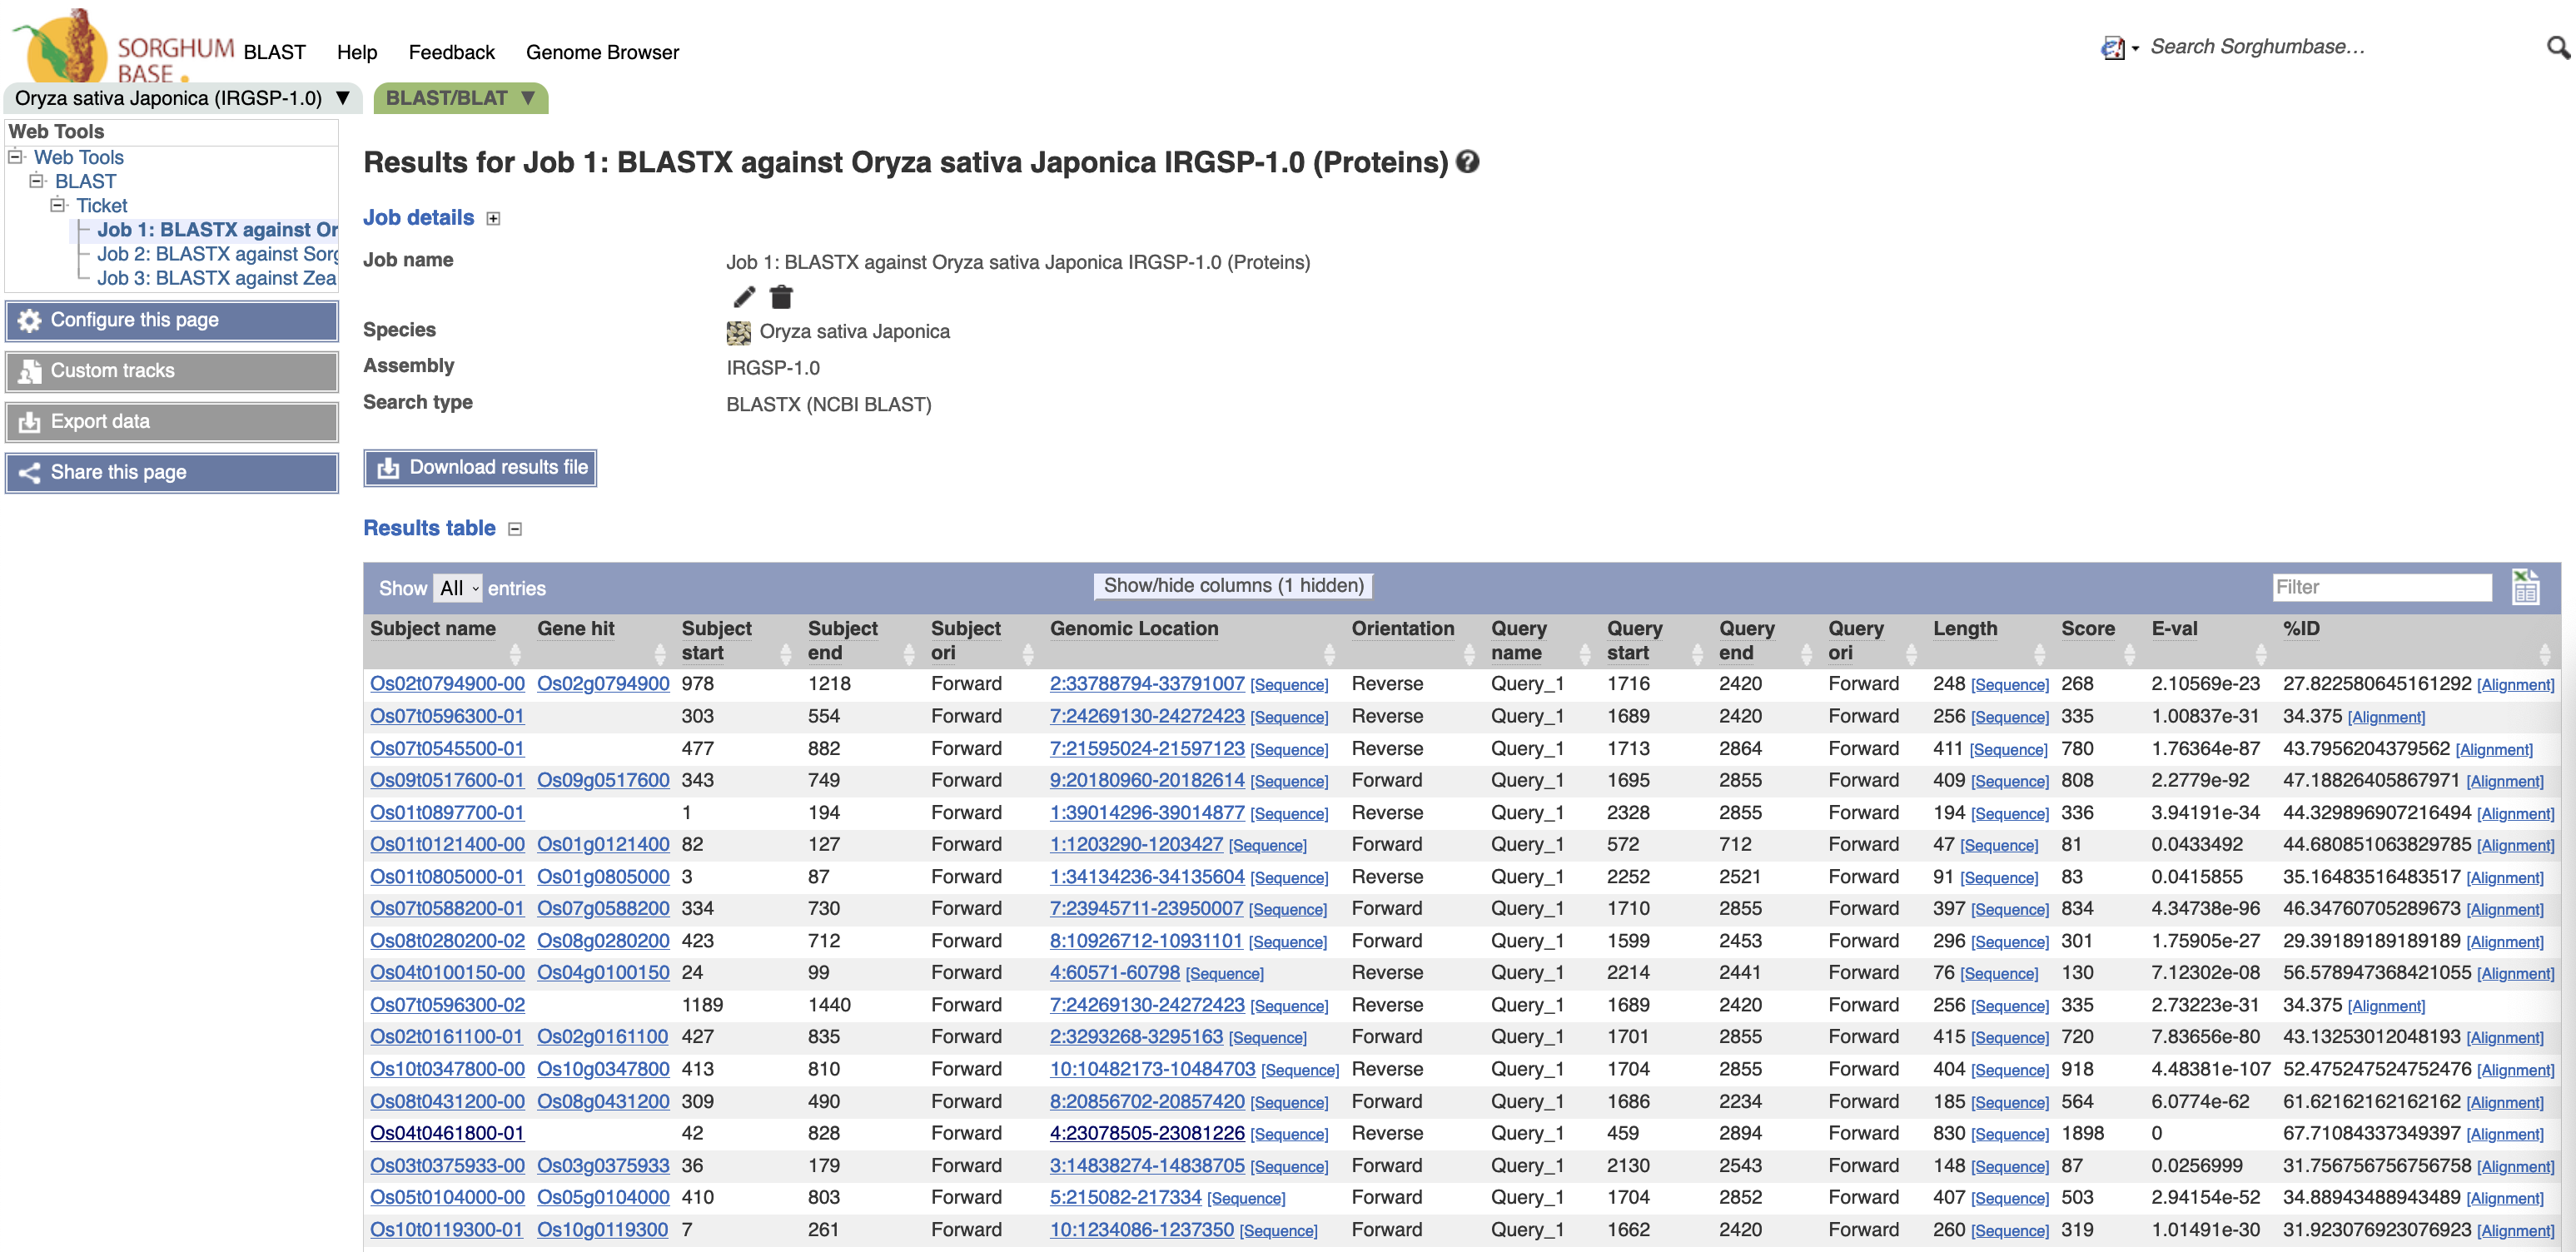 SORGHUM
BASE
BLAST Help Feedback Genome Browser
Search Sorghumbase...
Oryza sativa Japonica (IRGSP-1.0) ▼ BLAST/BLAT ▼
Web Tools
Web Tools
BLAST
Ticket
Job 1: BLASTX against Or
Job 2: BLASTX against Sorg
Job 3: BLASTX against Zea
Configure this page
Custom tracks
Export data
Share this page
Results for Job 1: BLASTX against Oryza sativa Japonica IRGSP-1.0 (Proteins)
Job details
Job name Job 1: BLASTX against Oryza sativa Japonica IRGSP-1.0 (Proteins)
Species Oryza sativa Japonica
Assembly IRGSP-1.0
Search type BLASTX (NCBI BLAST)
Download results file
Results table
Show All entries Show/hide columns (1 hidden) Filter
Subject name Gene hit Subject start Subject end Subject ori Genomic Location Orientation Query name Query start Query end Query ori Length Score E-val %ID
Os02t0794900-00 Os02g0794900 978 1218 Forward 2:33788794-33791007 [Sequence] Reverse Query_1 1716 2420 Forward 248 [Sequence] 268 2.10569e-23 27.822580645161292 [Alignment]
Os07t0596300-01 303 554 Forward 7:24269130-24272423 [Sequence] Reverse Query_1 1689 2420 Forward 256 [Sequence] 335 1.00837e-31 34.375 [Alignment]
Os07t0545500-01 477 882 Forward 7:21595024-21597123 [Sequence] Reverse Query_1 1713 2864 Forward 411 [Sequence] 780 1.76364e-87 43.7956204379562 [Alignment]
Os09t0517600-01 Os09g0517600 343 749 Forward 9:20180960-20182614 [Sequence] Forward Query_1 1695 2855 Forward 409 [Sequence] 808 2.2779e-92 47.18826405867971 [Alignment]
Os01t0897700-01 1 194 Forward 1:39014296-39014877 [Sequence] Reverse Query_1 2328 2855 Forward 194 [Sequence] 336 3.94191e-34 44.329896907216494 [Alignment]
Os01t0121400-00 Os01g0121400 82 127 Forward 1:1203290-1203427 [Sequence] Forward Query_1 572 712 Forward 47 [Sequence] 81 0.0433492 44.680851063829785 [Alignment]
Os01t0805000-01 Os01g0805000 3 87 Forward 1:34134236-34135604 [Sequence] Reverse Query_1 2252 2521 Forward 91 [Sequence] 83 0.0415855 35.16483516483517 [Alignment]
Os07t0588200-01 Os07g0588200 334 730 Forward 7:23945711-23950007 [Sequence] Forward Query_1 1710 2855 Forward 397 [Sequence] 834 4.34738e-96 46.34760705289673 [Alignment]
Os08t0280200-02 Os08g0280200 423 712 Forward 8:10926712-10931101 [Sequence] Forward Query_1 1599 2453 Forward 296 [Sequence] 301 1.75905e-27 29.39189189189189 [Alignment]
Os04t0100150-00 Os04g0100150 24 99 Forward 4:60571-60798 [Sequence] Reverse Query_1 2214 2441 Forward 76 [Sequence] 130 7.12302e-08 56.578947368421055 [Alignment]
Os07t0596300-02 1189 1440 Forward 7:24269130-24272423 [Sequence] Reverse Query_1 1689 2420 Forward 256 [Sequence] 335 2.73223e-31 34.375 [Alignment]
Os02t0161100-01 Os02g0161100 427 835 Forward 2:3293268-3295163 [Sequence] Forward Query_1 1701 2855 Forward 415 [Sequence] 720 7.83656e-80 43.13253012048193 [Alignment]
Os10t0347800-00 Os10g0347800 413 810 Forward 10:10482173-10484703 [Sequence] Reverse Query_1 1704 2855 Forward 404 [Sequence] 918 4.48381e-107 52.475247524752476 [Alignment]
Os08t0431200-00 Os08g0431200 309 490 Forward 8:20856702-20857420 [Sequence] Forward Query_1 1686 2234 Forward 185 [Sequence] 564 6.0774e-62 61.62162162162162 [Alignment]
Os04t0461800-01 42 828 Forward 4:23078505-23081226 [Sequence] Reverse Query_1 459 2894 Forward 830 [Sequence] 1898 0 67.71084337349397 [Alignment]
Os03t0375933-00 Os03g0375933 36 179 Forward 3:14838274-14838705 [Sequence] Forward Query_1 2130 2543 Forward 148 [Sequence] 87 0.0256999 31.756756756756758 [Alignment]
Os05t0104000-00 Os05g0104000 410 803 Forward 5:215082-217334 [Sequence] Forward Query_1 1704 2852 Forward 407 [Sequence] 503 2.94154e-52 34.88943488943489 [Alignment]
Os10t0119300-01 Os10g0119300 7 261 Forward 10:1234086-1237350 [Sequence] Forward Query_1 1662 2420 Forward 260 [Sequence] 319 1.01491e-30 31.923076923076923 [Alignment]